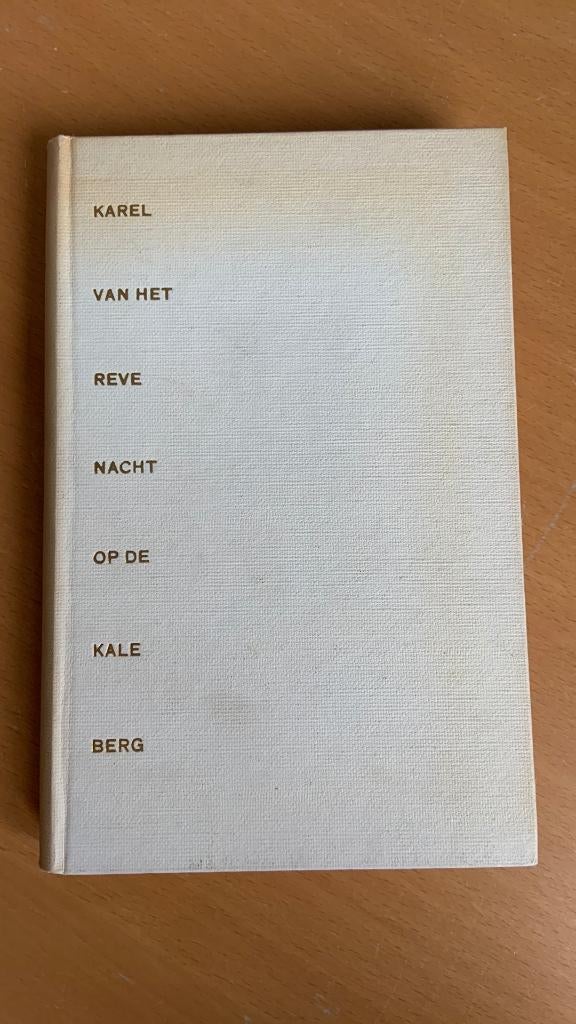 KAREL
VAN HET
REVE
NACHT
OP DE
KALE
BERG